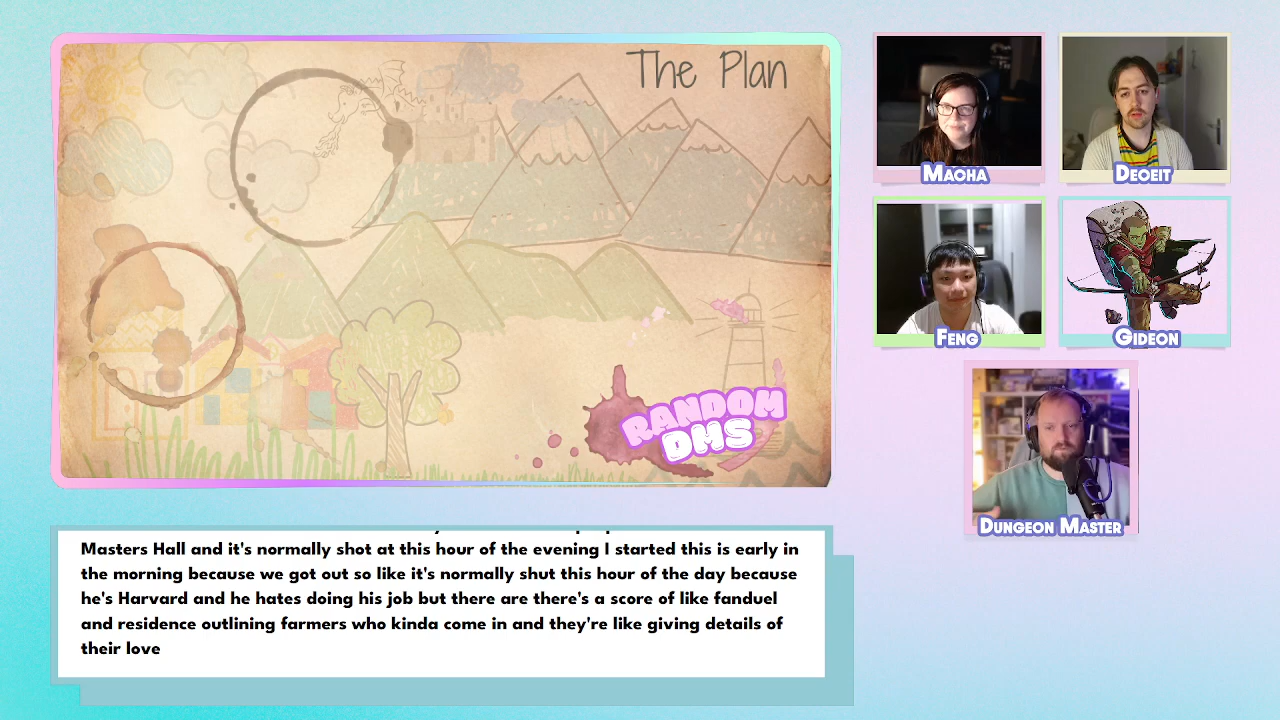 The Plan
RANDOM
DMS
MACHA
DECEIT
FENG
GIDEON
DUNGEON MASTER
Masters Hall and it's normally shot at this hour of the evening I started this is early in
the morning because we got out so like it's normally shut this hour of the day because
he's Harvard and he hates doing his job but there are there's a score of like fanduel
and residence outlining farmers who kinda come in and they're like giving details of
their love